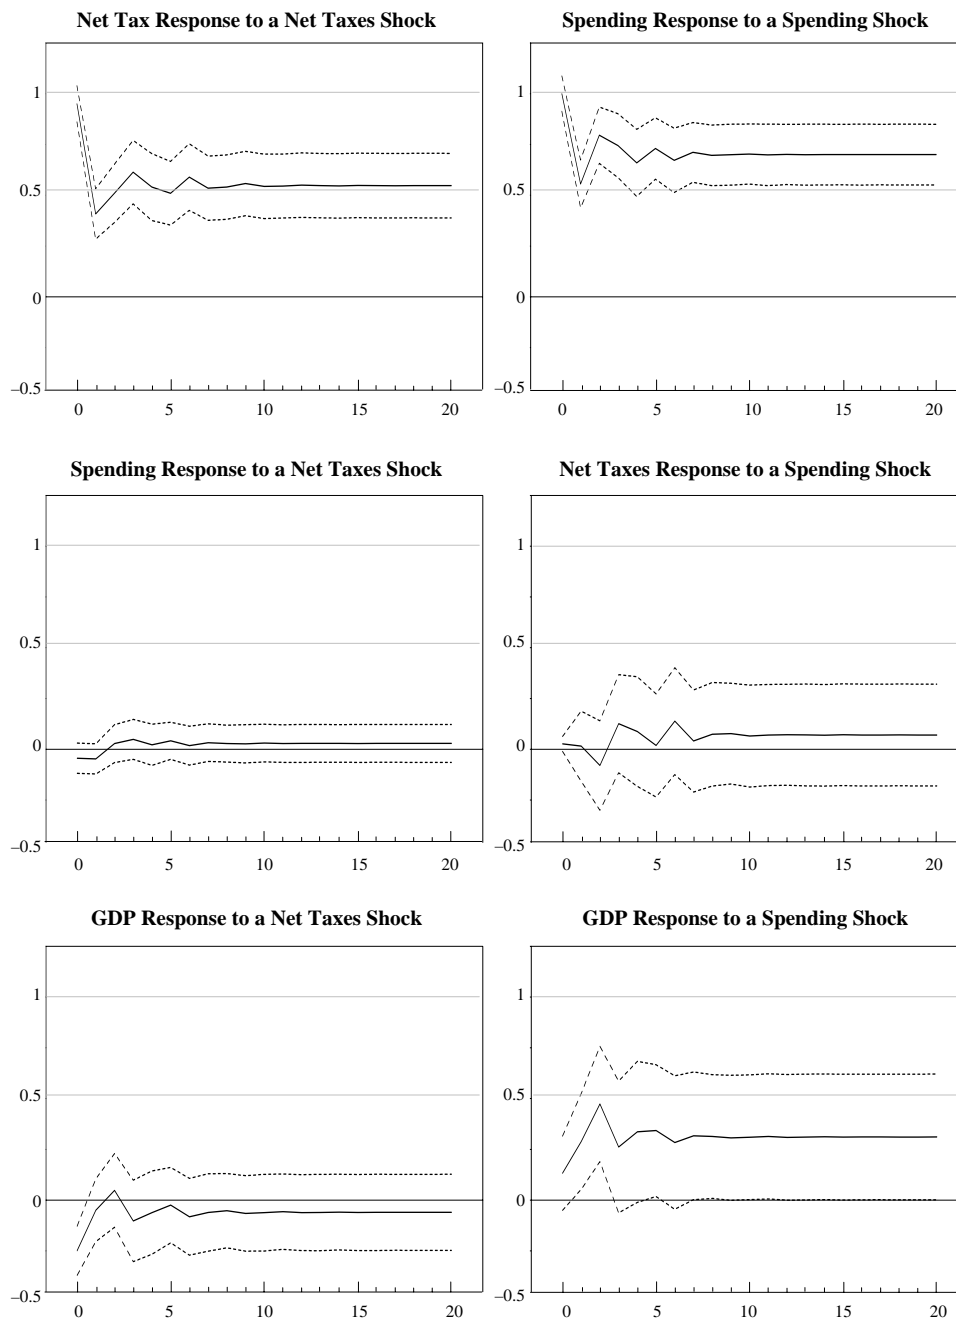 Net Tax Response to a Net Taxes Shock
1
0.5
0
–0.5
0 5 10 15 20
Spending Response to a Spending Shock
1
0.5
0
–0.5
0 5 10 15 20
Spending Response to a Net Taxes Shock
1
0.5
0
–0.5
0 5 10 15 20
Net Taxes Response to a Spending Shock
1
0.5
0
–0.5
0 5 10 15 20
GDP Response to a Net Taxes Shock
1
0.5
0
–0.5
0 5 10 15 20
GDP Response to a Spending Shock
1
0.5
0
–0.5
0 5 10 15 20